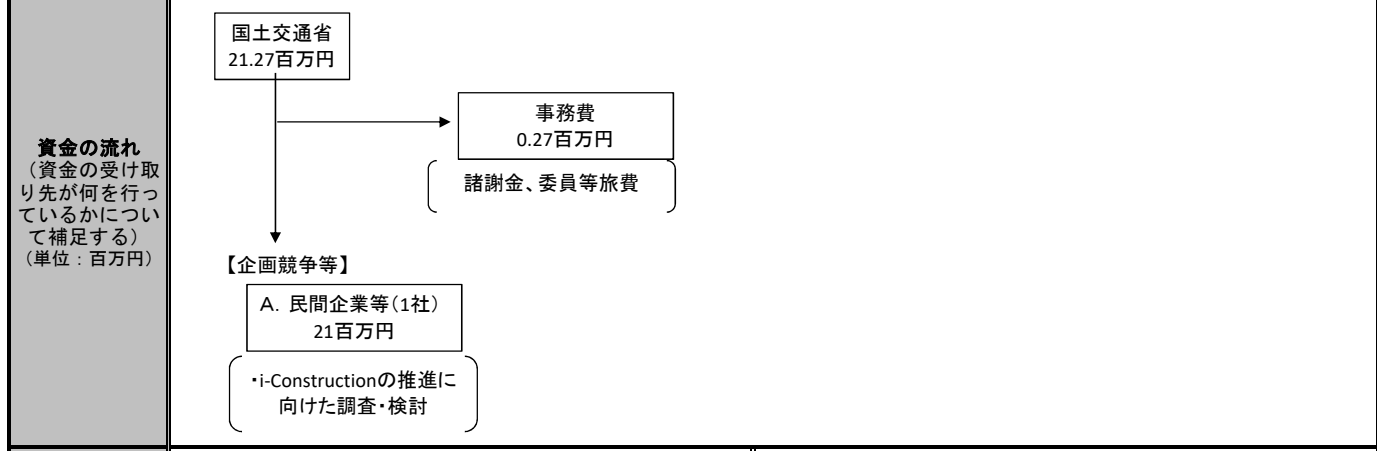 資金の流れ
（資金の受け取
り先が何を行っ
ているかについ
て補足する）
（単位：百万円）
国土交通省
21.27百万円
事務費
0.27百万円
諸謝金、委員等旅費
【企画競争等】
A．民間企業等（1社）
21百万円
・i-Constructionの推進に
向けた調査・検討